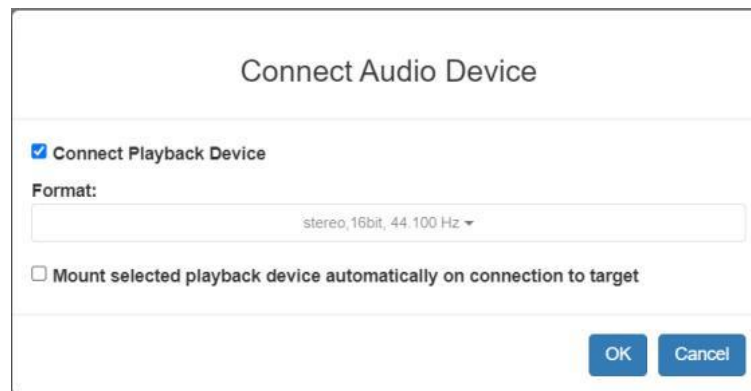 Connect Audio Device
Connect Playback Device
Format:
stereo,16bit, 44.100 Hz
Mount selected playback device automatically on connection to target
OK Cancel